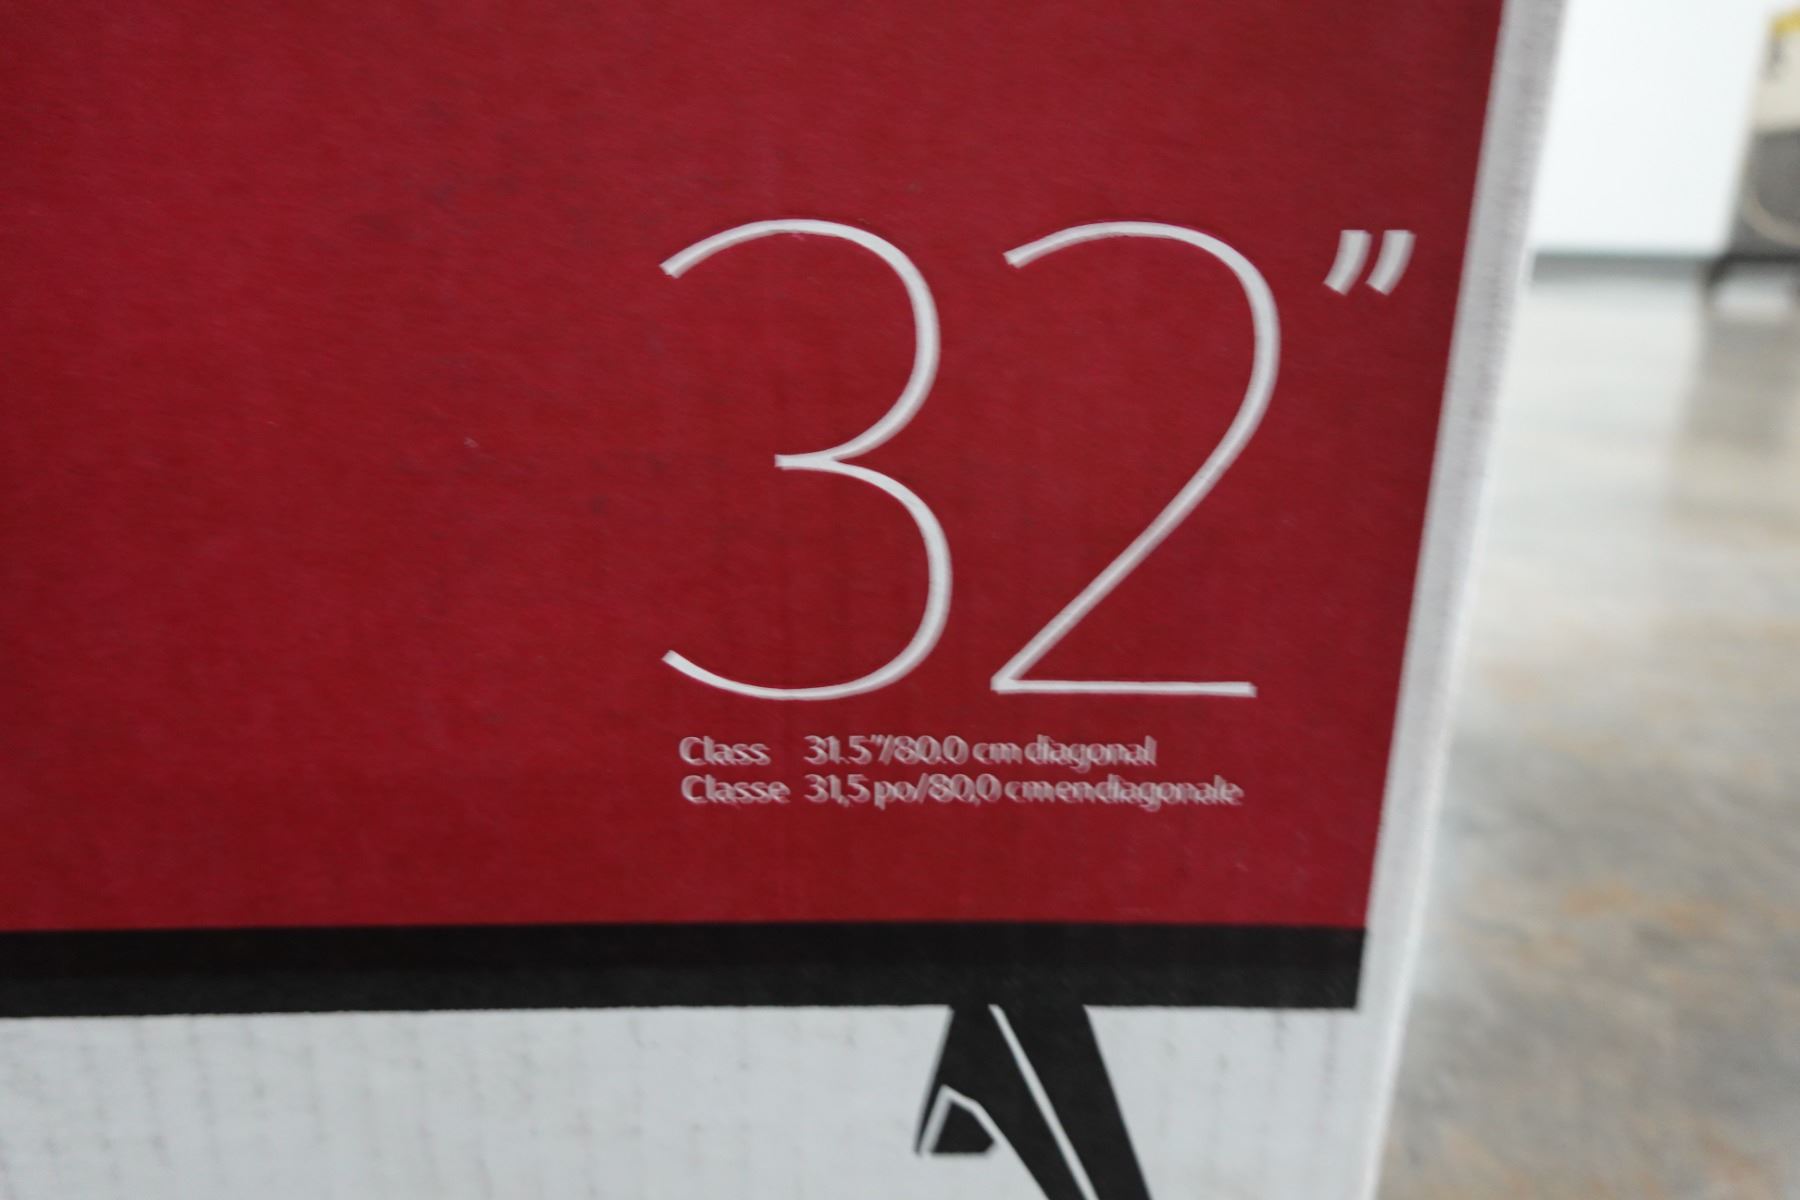 32”
Class 31.5”/80.0 cm diagonal
Classe 31,5 po/80,0 cm en diagonale